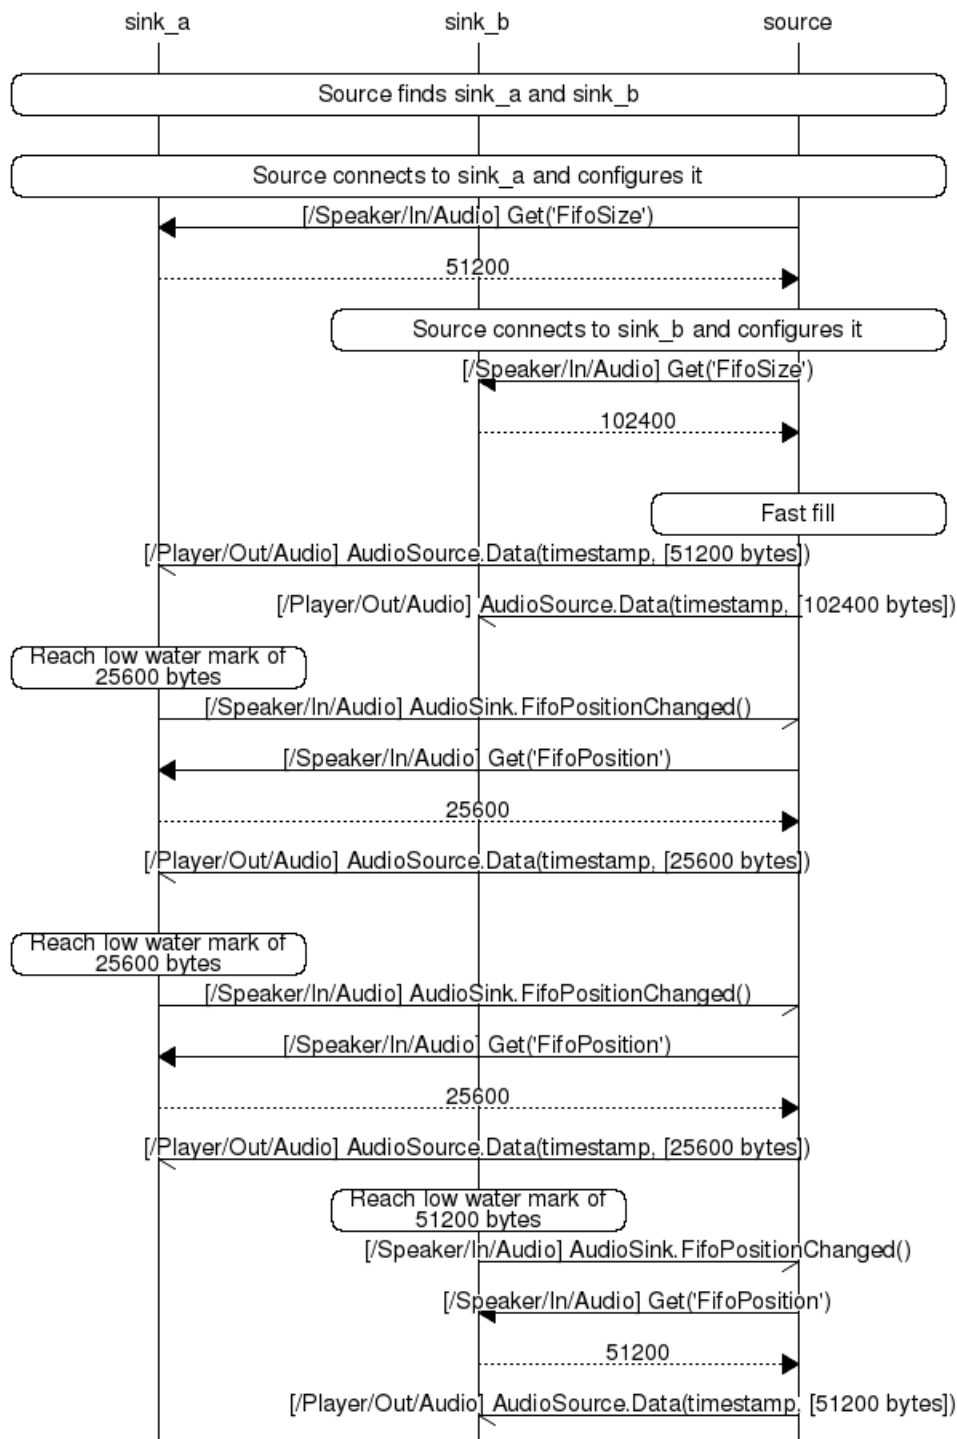 sink_a sink_b source
Source finds sink_a and sink_b
Source connects to sink_a and configures it
[/Speaker/In/Audio] Get('FifoSize')
51200
Source connects to sink_b and configures it
[/Speaker/In/Audio] Get('FifoSize')
102400
Fast fill
[/Player/Out/Audio] AudioSource.Data(timestamp, [51200 bytes])
[/Player/Out/Audio] AudioSource.Data(timestamp, [102400 bytes])
Reach low water mark of
25600 bytes
[/Speaker/In/Audio] AudioSink.FifoPositionChanged()
[/Speaker/In/Audio] Get('FifoPosition')
25600
[/Player/Out/Audio] AudioSource.Data(timestamp, [25600 bytes])
Reach low water mark of
25600 bytes
[/Speaker/In/Audio] AudioSink.FifoPositionChanged()
[/Speaker/In/Audio] Get('FifoPosition')
25600
[/Player/Out/Audio] AudioSource.Data(timestamp, [25600 bytes])
Reach low water mark of
51200 bytes
[/Speaker/In/Audio] AudioSink.FifoPositionChanged()
[/Speaker/In/Audio] Get('FifoPosition')
51200
[/Player/Out/Audio] AudioSource.Data(timestamp, [51200 bytes])